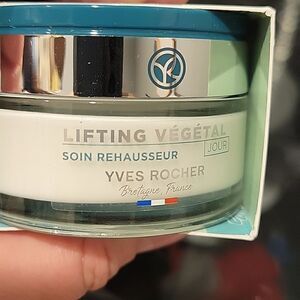 LIFTING VÉGÉTAL
JOUR
SOIN REHAUSSEUR
YVES ROCHER
Bretagne, France